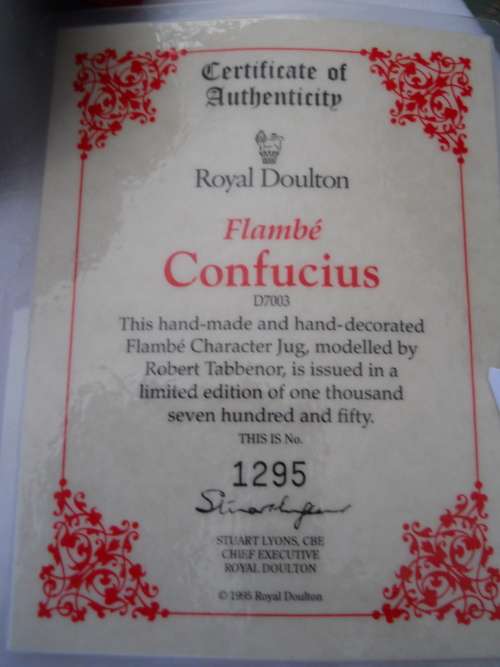 Certificate of
Authenticity
Royal Doulton
Flambé
Confucius
D7003
This hand-made and hand-decorated
Flambé Character Jug, modelled by
Robert Tabbenor, is issued in a
limited edition of one thousand
seven hundred and fifty.
THIS IS No.
1295
Stuart Lyons
STUART LYONS, CBE
CHIEF EXECUTIVE
ROYAL DOULTON
© 1995 Royal Doulton